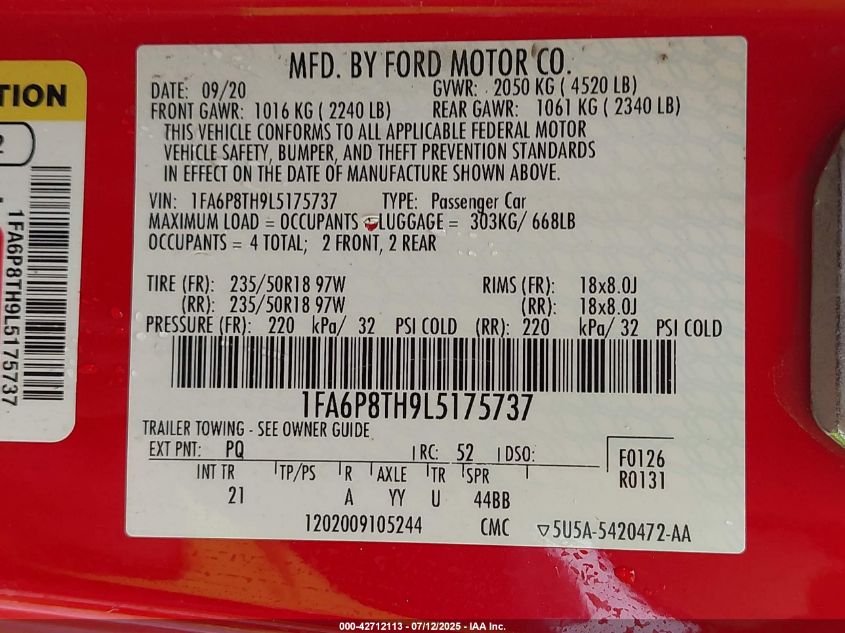 MFD. BY FORD MOTOR CO.
DATE: 09/20 GVWR: 2050 KG ( 4520 LB)
FRONT GAWR: 1016 KG ( 2240 LB) REAR GAWR: 1061 KG ( 2340 LB)
THIS VEHICLE CONFORMS TO ALL APPLICABLE FEDERAL MOTOR
VEHICLE SAFETY, BUMPER, AND THEFT PREVENTION STANDARDS
IN EFFECT ON THE DATE OF MANUFACTURE SHOWN ABOVE.
VIN: 1FA6P8TH9L5175737 TYPE: Passenger Car
MAXIMUM LOAD = OCCUPANTS LUGGAGE = 303KG/ 668LB
OCCUPANTS = 4 TOTAL; 2 FRONT, 2 REAR
TIRE (FR): 235/50R18 97W RIMS (FR): 18x8.0J
(RR): 235/50R18 97W (RR): 18x8.0J
PRESSURE (FR): 220 kPa/ 32 PSI COLD (RR): 220 kPa/ 32 PSI COLD
1FA6P8TH9L5175737
TRAILER TOWING - SEE OWNER GUIDE
EXT PNT: PQ RC: 52 DSO: F0126
R0131
INT TR TP/PS R AXLE TR SPR
21 A YY U 44BB
1202009105244 CMC ▽5U5A-5420472-AA
TION
2
1FA6P8TH9L5175737
000-42712113 - 07/12/2025 - IAA Inc.